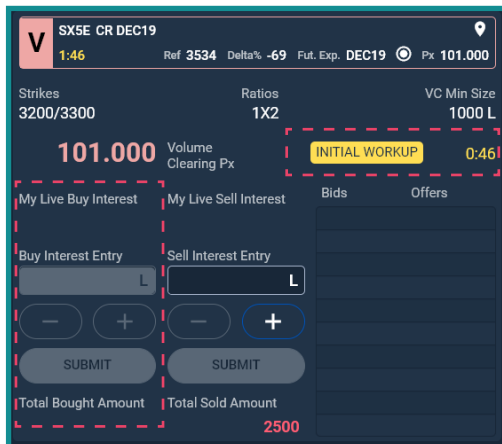 V
SX5E CR DEC19
1:46 Ref 3534 Delta% -69 Fut. Exp. DEC19 Px 101.000
Strikes Ratios VC Min Size
3200/3300 1X2 1000 L
101.000 Volume Clearing Px
INITIAL WORKUP 0:46
My Live Buy Interest My Live Sell Interest Bids Offers
Buy Interest Entry Sell Interest Entry
L L
− + − +
SUBMIT SUBMIT
Total Bought Amount Total Sold Amount
2500